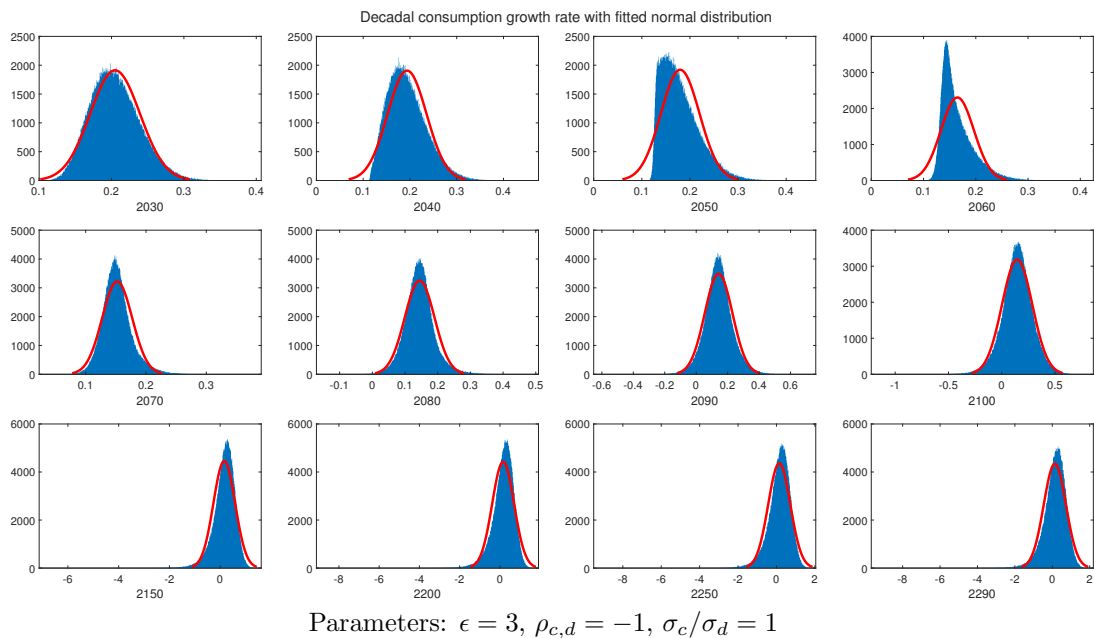 Decadal consumption growth rate with fitted normal distribution
2500 2500 2500 4000
2000 2000 2000 3000
1500 1500 1500 2000
1000 1000 1000 1000
500 500 500
0 0 0 0
0.1 0.2 0.3 0.4 0 0.2 0.4 0 0.1 0.2 0.3 0.4 0 0.1 0.2 0.3 0.4
2030 2040 2050 2060
5000 5000 5000 4000
4000 4000 4000 3000
3000 3000 3000 2000
2000 2000 2000 1000
1000 1000 1000
0 0 0 0
0.1 0.2 0.3 -0.1 0 0.1 0.2 0.3 0.4 0.5 -0.6 -0.4 -0.2 0 0.2 0.4 0.6 -1 -0.5 0 0.5
2070 2080 2090 2100
6000 6000 6000 6000
4000 4000 4000 4000
2000 2000 2000 2000
0 0 0 0
-6 -4 -2 0 -8 -6 -4 -2 0 -8 -6 -4 -2 0 2 -8 -6 -4 -2 0 2
2150 2200 2250 2290
Parameters: ϵ = 3, ρc,d = −1, σc/σd = 1